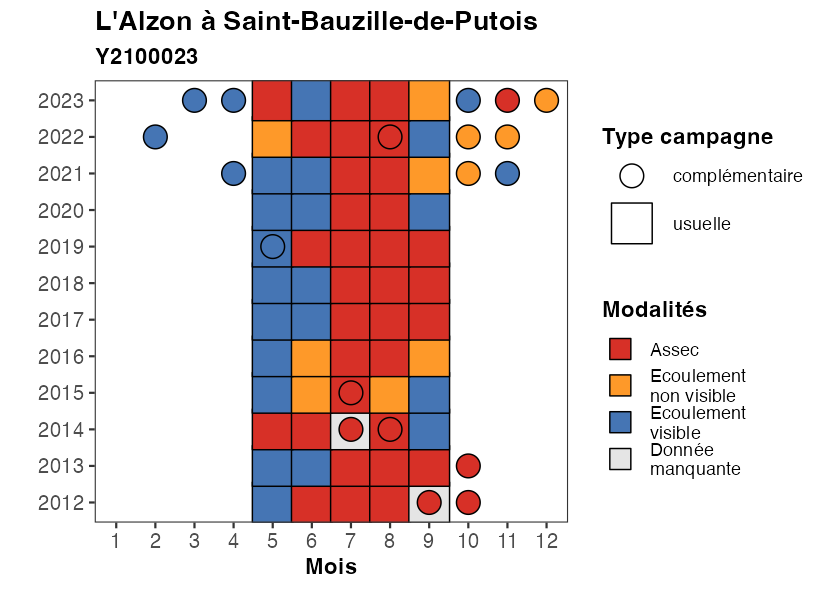 L'Alzon à Saint-Bauzille-de-Putois
Y2100023
2023
2022
2021
2020
2019
2018
2017
2016
2015
2014
2013
2012
1 2 3 4 5 6 7 8 9 10 11 12
Mois
Type campagne
complémentaire
usuelle
Modalités
Assec
Ecoulement
non visible
Ecoulement
visible
Donnée
manquante